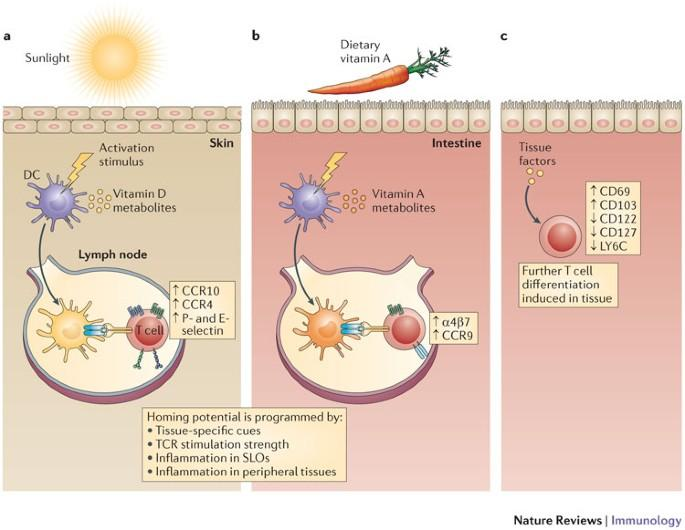 a
Sunlight
Skin
DC
Activation
stimulus
Vitamin D
metabolites
Lymph node
T cell
↑ CCR10
↑ CCR4
↑ P- and E-
selectin
b
Dietary
vitamin A
Intestine
Activation
stimulus
Vitamin A
metabolites
↑ α4β7
↑ CCR9
Homing potential is programmed by:
• Tissue-specific cues
• TCR stimulation strength
• Inflammation in SLOs
• Inflammation in peripheral tissues
c
Tissue
factors
↑ CD69
↑ CD103
↓ CD122
↓ CD127
↓ LY6C
Further T cell
differentiation
induced in tissue
Nature Reviews | Immunology